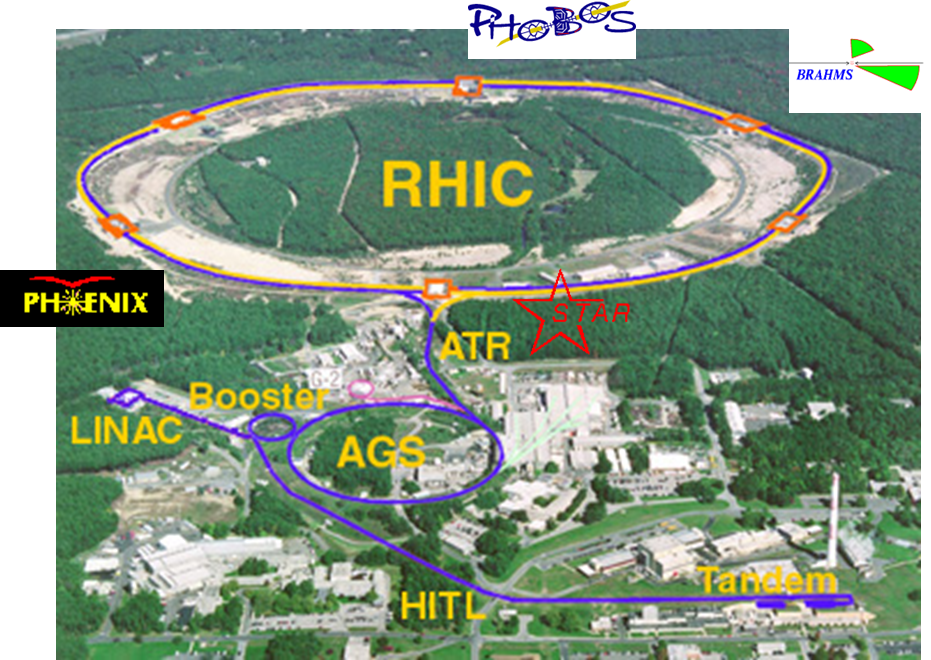 PHOBOS
BRAHMS
RHIC
PHENIX
STAR
ATR
G-2
Booster
LINAC
AGS
Tandem
HITL